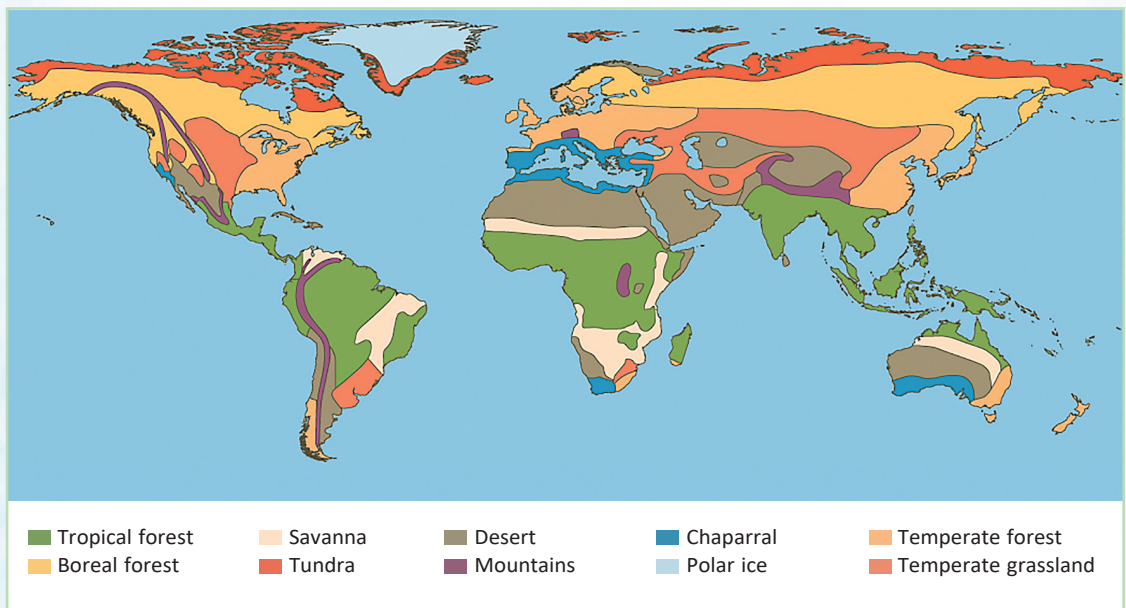 Tropical forest Savanna Desert Chaparral Temperate forest
Boreal forest Tundra Mountains Polar ice Temperate grassland